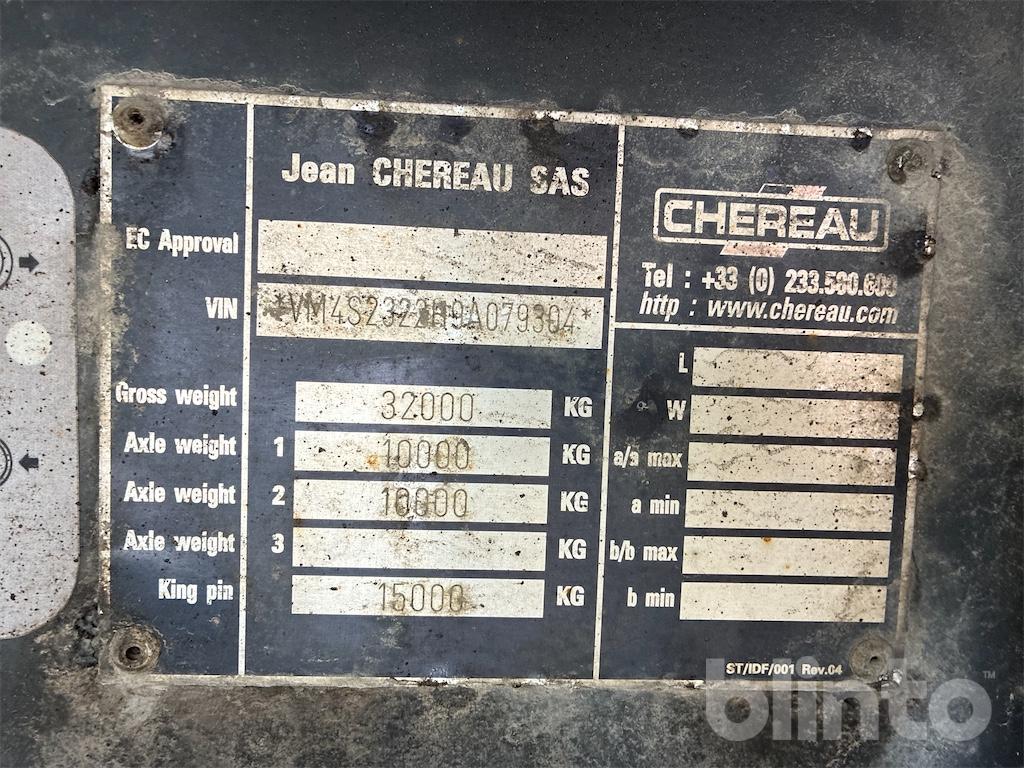 Jean CHEREAU SAS
CHEREAU
Tel : +33 (0) 233.580.600
http : www.chereau.com
EC Approval
VIN *VM4S2322H9A079304*
Gross weight 32000 KG
Axle weight 1 10000 KG
Axle weight 2 10000 KG
Axle weight 3 KG
King pin 15000 KG
L
W
a/a max
a min
b/b max
b min
ST/IDF/001 Rev.04
blinto™